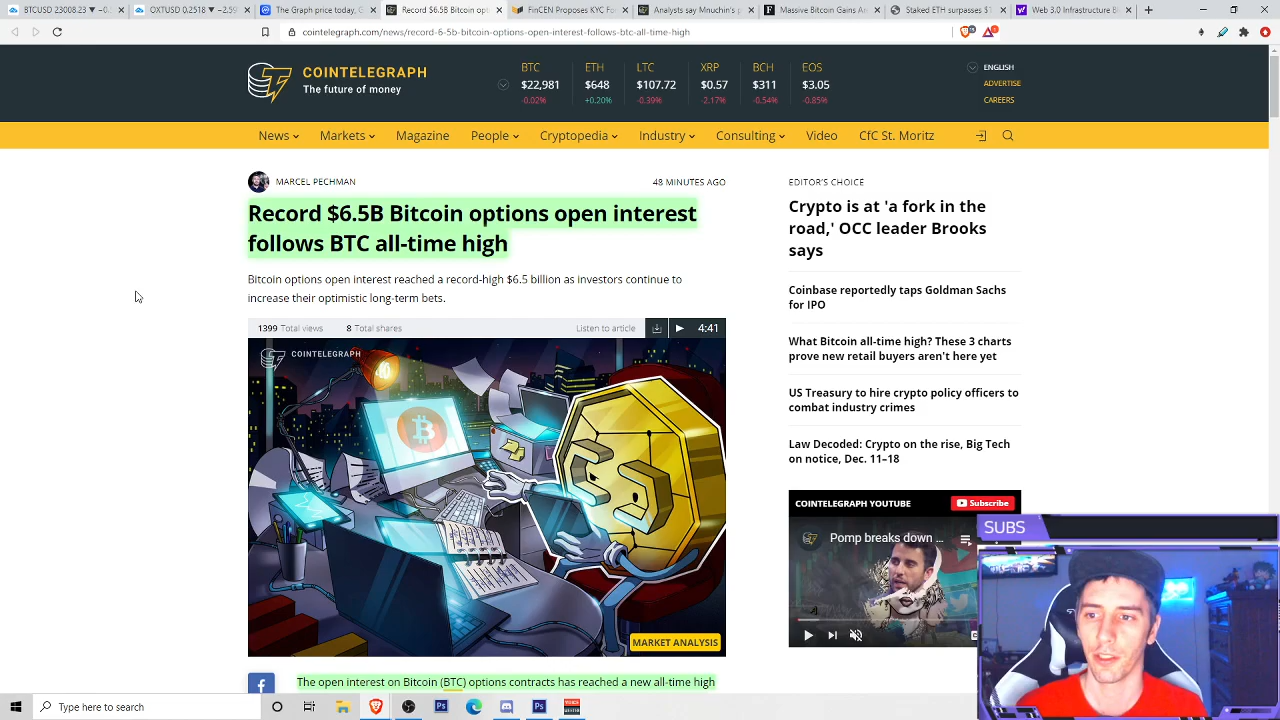 BTCUSD 23008.23 ▼ −0.1
OXTUSD 0.2518 ▼ −2.59
The Graph price today, G
Record $6.5B Bitcoin opt
FinCEN Proposes KYC For
Analysts say Mnuchin's p
Massive Bitcoin Gains An
Staked ETH surpasses $1
Web 3.0 Infrastructure Bl
cointelegraph.com/news/record-6-5b-bitcoin-options-open-interest-follows-btc-all-time-high
COINTELEGRAPH
The future of money
BTC ETH LTC XRP BCH EOS
$22,981 $648 $107.72 $0.57 $311 $3.05
-0.02% +0.20% -0.39% -2.17% -0.54% -0.85%
ENGLISH
ADVERTISE
CAREERS
News Markets Magazine People Cryptopedia Industry Consulting Video CfC St. Moritz
MARCEL PECHMAN 48 MINUTES AGO
Record $6.5B Bitcoin options open interest
follows BTC all-time high
Bitcoin options open interest reached a record-high $6.5 billion as investors continue to
increase their optimistic long-term bets.
1399 Total views 8 Total shares Listen to article 4:41
COINTELEGRAPH
MARKET ANALYSIS
The open interest on Bitcoin (BTC) options contracts has reached a new all-time high
EDITOR'S CHOICE
Crypto is at 'a fork in the
road,' OCC leader Brooks
says
Coinbase reportedly taps Goldman Sachs
for IPO
What Bitcoin all-time high? These 3 charts
prove new retail buyers aren't here yet
US Treasury to hire crypto policy officers to
combat industry crimes
Law Decoded: Crypto on the rise, Big Tech
on notice, Dec. 11–18
COINTELEGRAPH YOUTUBE Subscribe
Pomp breaks down ...
SUBS
Type here to search